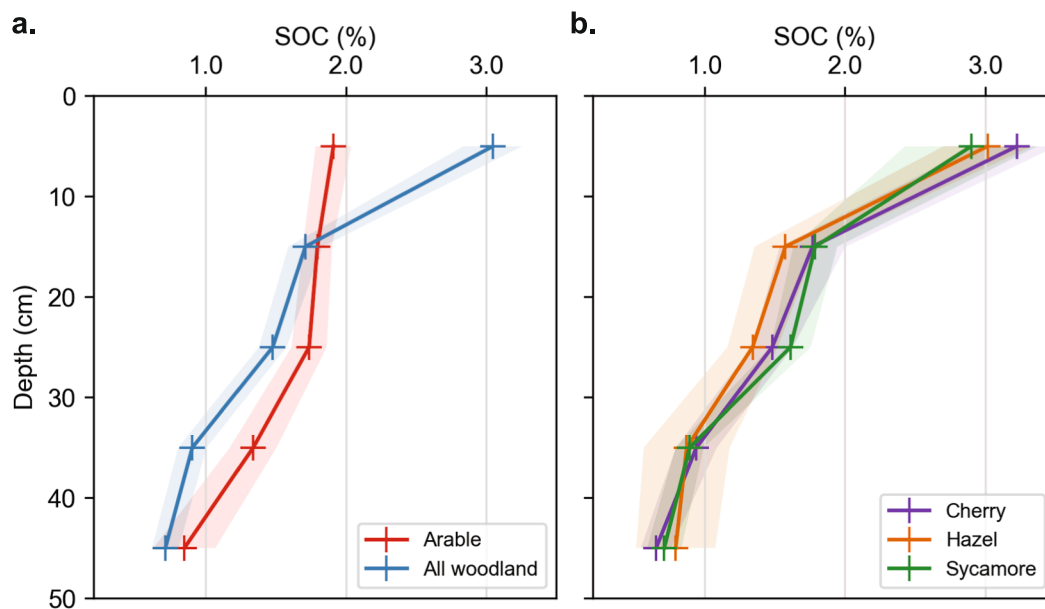 a.
SOC (%)
1.0 2.0 3.0
0
10
20
30
40
50
Depth (cm)
Arable
All woodland
b.
SOC (%)
1.0 2.0 3.0
Cherry
Hazel
Sycamore